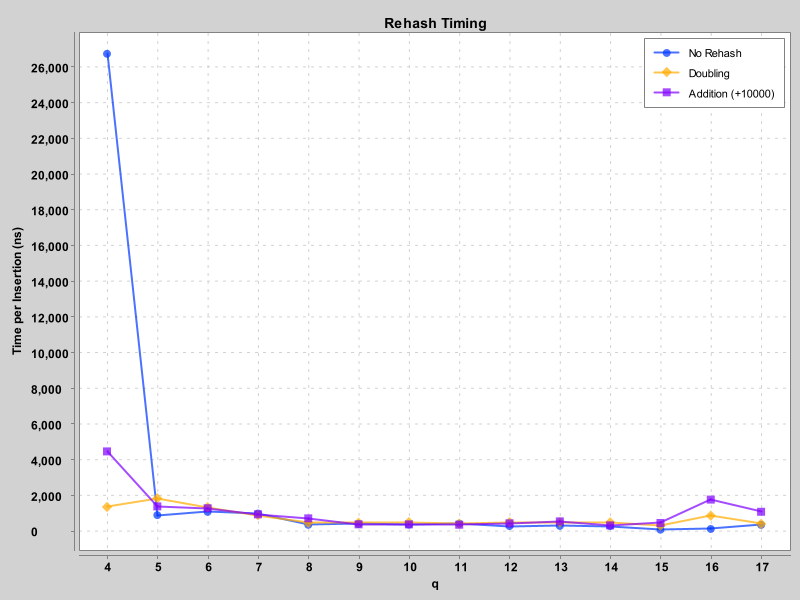 Rehash Timing
No Rehash
Doubling
Addition (+10000)
Time per Insertion (ns)
26,000
24,000
22,000
20,000
18,000
16,000
14,000
12,000
10,000
8,000
6,000
4,000
2,000
0
4 5 6 7 8 9 10 11 12 13 14 15 16 17
q